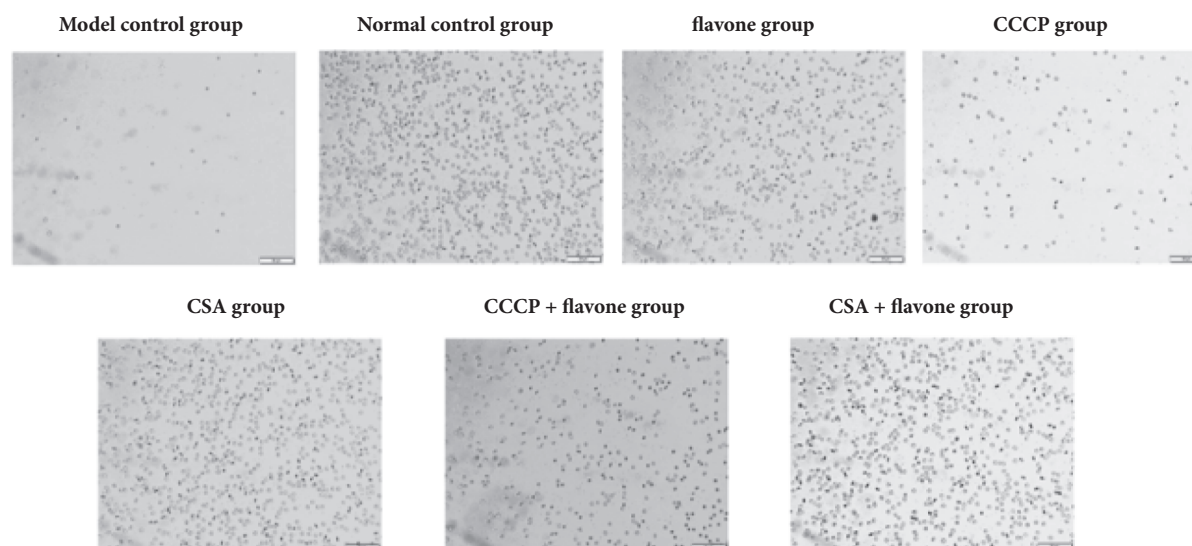 Model control group
Normal control group
flavone group
CCCP group
CSA group
CCCP + flavone group
CSA + flavone group